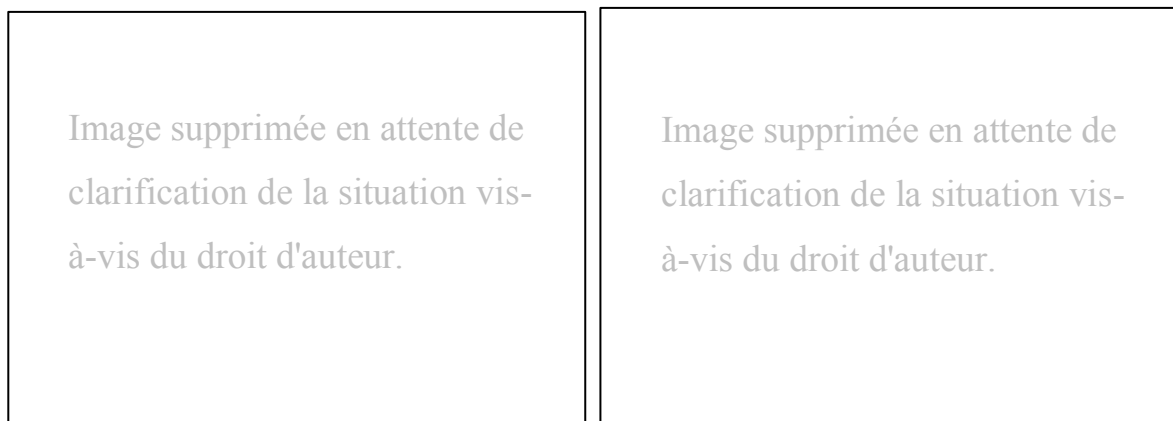 Image supprimée en attente de
clarification de la situation vis-
à-vis du droit d'auteur.
Image supprimée en attente de
clarification de la situation vis-
à-vis du droit d'auteur.